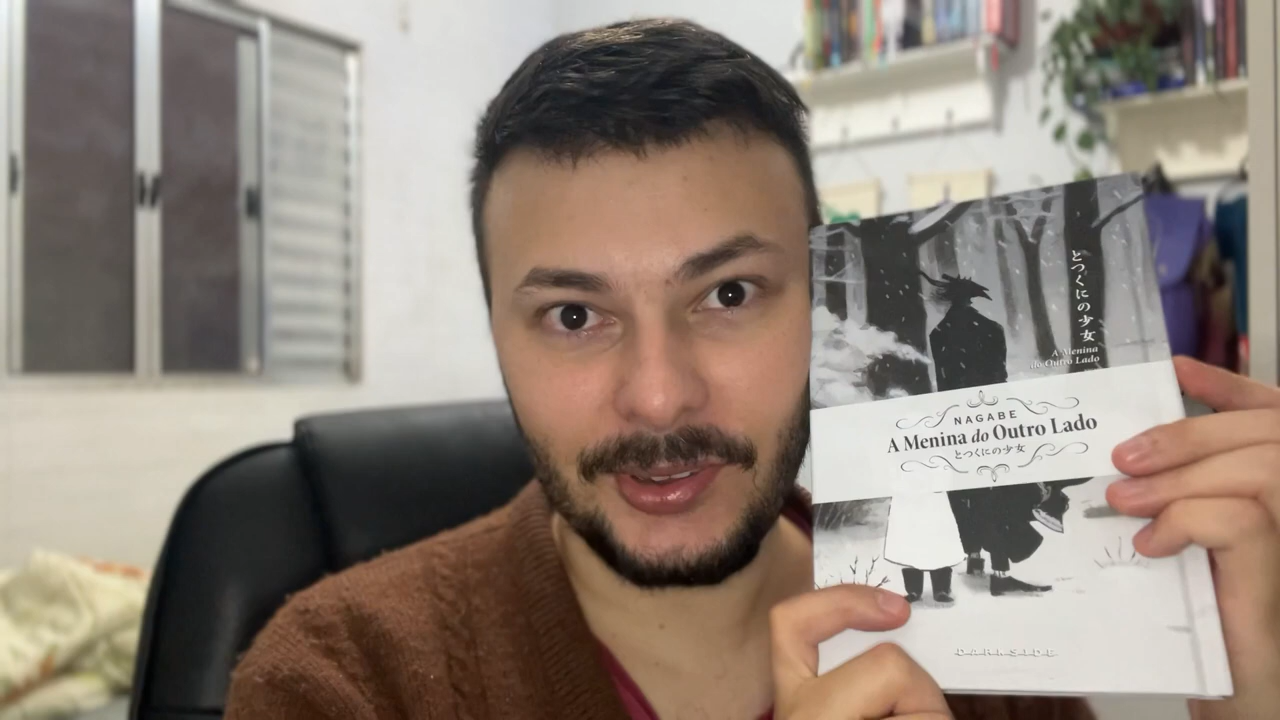 とつくにの少女
A Menina
do Outro Lado
NAGABE
A Menina do Outro Lado
とつくにの少女
DARKSIDE